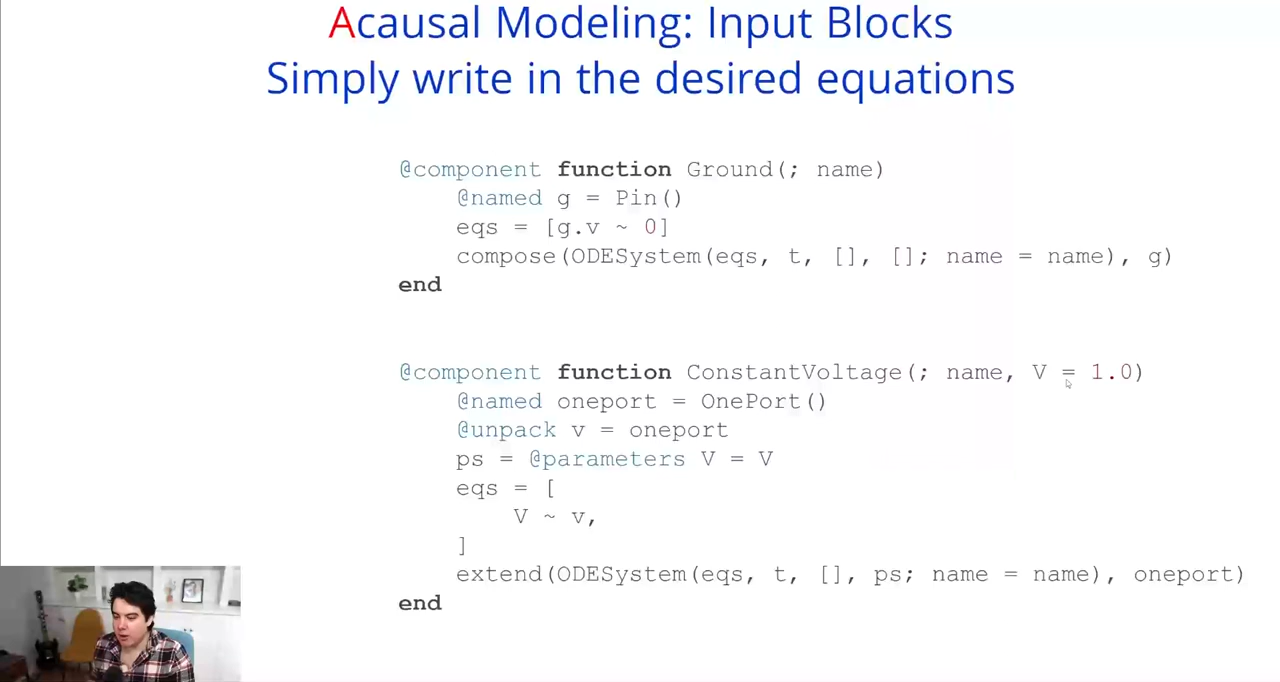 Acausal Modeling: Input Blocks
Simply write in the desired equations
@component function Ground(; name)
    @named g = Pin()
    eqs = [g.v ~ 0]
    compose(ODESystem(eqs, t, [], []; name = name), g)
end
@component function ConstantVoltage(; name, V = 1.0)
    @named oneport = OnePort()
    @unpack v = oneport
    ps = @parameters V = V
    eqs = [
        V ~ v,
    ]
    extend(ODESystem(eqs, t, [], ps; name = name), oneport)
end